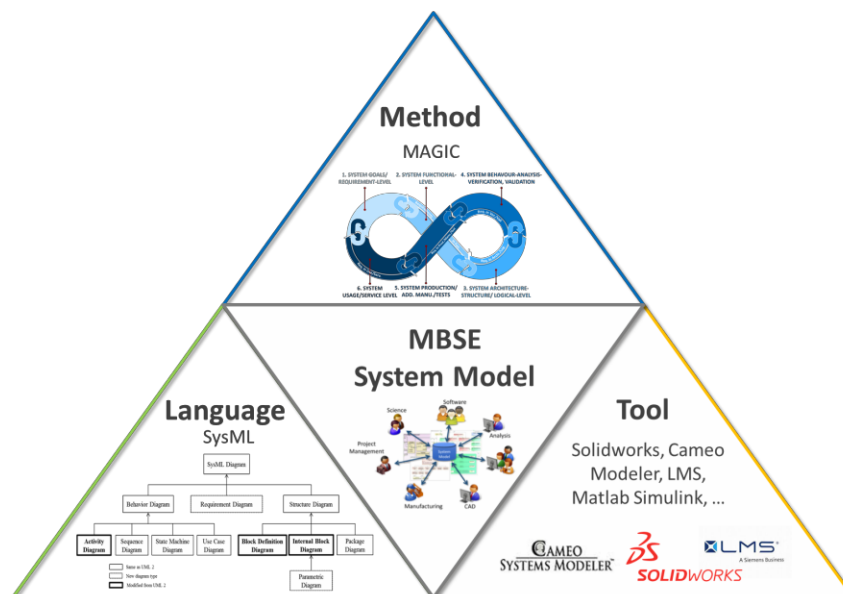 Method
MAGIC
1. SYSTEM GOALS/
REQUIREMENT-LEVEL
2. SYSTEM FUNCTIONAL-
LEVEL
4. SYSTEM BEHAVIOUR-ANALYSIS-
VERIFICATION, VALIDATION
6. SYSTEM
USAGE/SERVICE LEVEL
5. SYSTEM PRODUCTION/
ADD. MANU./TESTS
3. SYSTEM ARCHITECTURE-
STRUCTURE/ LOGICAL-LEVEL
MBSE
System Model
Science
Software
Analysis
Project
Management
System
Model
Manufacturing
CAD
Language
SysML
SysML Diagram
Behavior Diagram
Requirement Diagram
Structure Diagram
Activity
Diagram
Sequence
Diagram
State Machine
Diagram
Use Case
Diagram
Block Definition
Diagram
Internal Block
Diagram
Package
Diagram
Parametric
Diagram
Same as UML 2
New diagram type
Modified from UML 2
Tool
Solidworks, Cameo
Modeler, LMS,
Matlab Simulink, ...
CAMEO
SYSTEMS MODELER™
SOLIDWORKS
LMS®
A Siemens Business